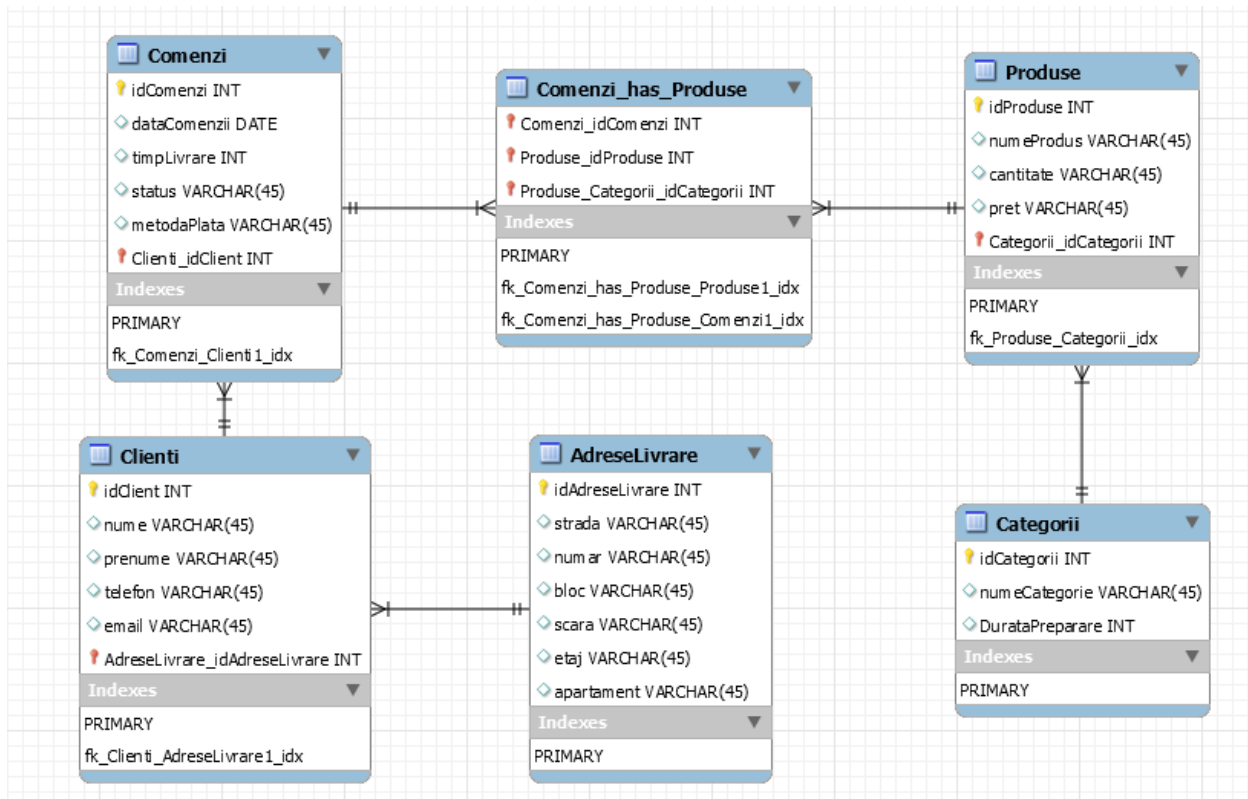 Comenzi
idComenzi INT
dataComenzii DATE
timpLivrare INT
status VARCHAR(45)
metodaPlata VARCHAR(45)
Clienti_idClient INT
Indexes
PRIMARY
fk_Comenzi_Clienti1_idx
Comenzi_has_Produse
Comenzi_idComenzi INT
Produse_idProduse INT
Produse_Categorii_idCategorii INT
Indexes
PRIMARY
fk_Comenzi_has_Produse_Produse1_idx
fk_Comenzi_has_Produse_Comenzi1_idx
Produse
idProduse INT
numeProdus VARCHAR(45)
cantitate VARCHAR(45)
pret VARCHAR(45)
Categorii_idCategorii INT
Indexes
PRIMARY
fk_Produse_Categorii_idx
Clienti
idClient INT
nume VARCHAR(45)
prenume VARCHAR(45)
telefon VARCHAR(45)
email VARCHAR(45)
AdreseLivrare_idAdreseLivrare INT
Indexes
PRIMARY
fk_Clienti_AdreseLivrare1_idx
AdreseLivrare
idAdreseLivrare INT
strada VARCHAR(45)
numar VARCHAR(45)
bloc VARCHAR(45)
scara VARCHAR(45)
etaj VARCHAR(45)
apartament VARCHAR(45)
Indexes
PRIMARY
Categorii
idCategorii INT
numeCategorie VARCHAR(45)
DurataPreparare INT
Indexes
PRIMARY